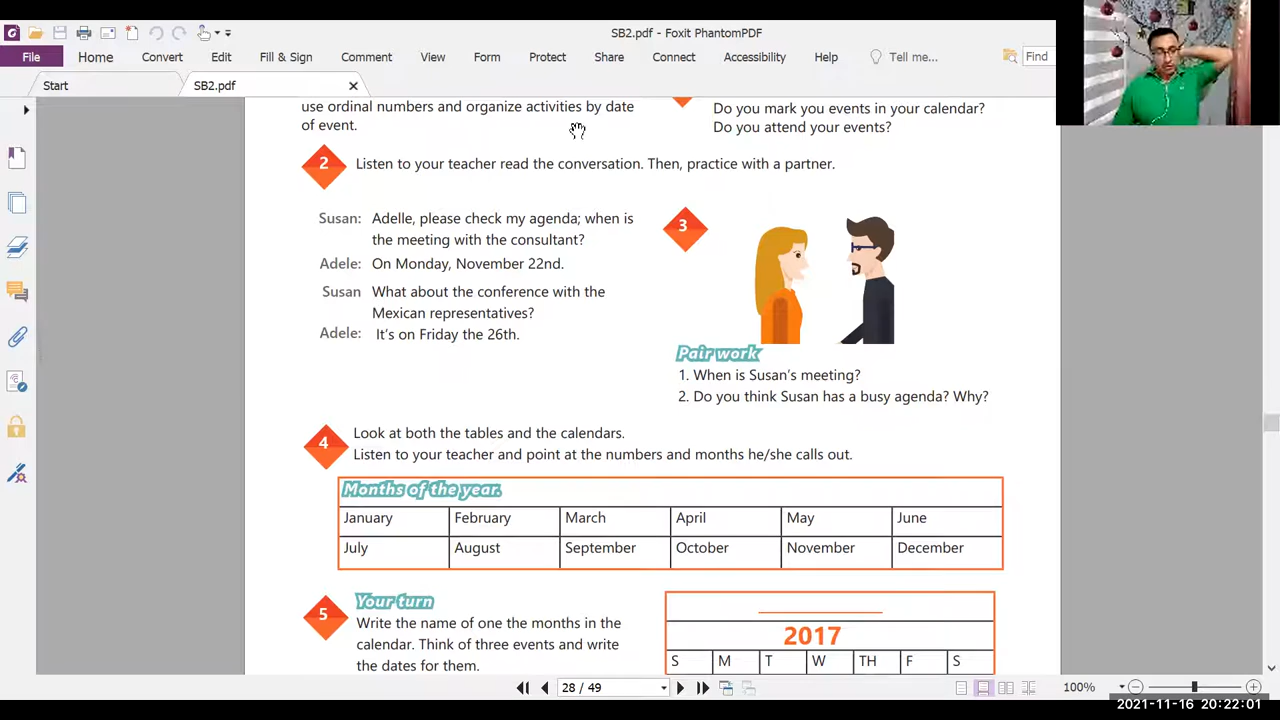 SB2.pdf - Foxit PhantomPDF
File Home Convert Edit Fill & Sign Comment View Form Protect Share Connect Accessibility Help Tell me... Find
Start SB2.pdf
use ordinal numbers and organize activities by date
of event.
Do you mark you events in your calendar?
Do you attend your events?
2 Listen to your teacher read the conversation. Then, practice with a partner.
Susan: Adelle, please check my agenda; when is
the meeting with the consultant?
Adele: On Monday, November 22nd.
Susan What about the conference with the
Mexican representatives?
Adele: It's on Friday the 26th.
3
Pair work
1. When is Susan's meeting?
2. Do you think Susan has a busy agenda? Why?
4 Look at both the tables and the calendars.
Listen to your teacher and point at the numbers and months he/she calls out.
Months of the year.
January February March April May June
July August September October November December
5 Your turn
Write the name of one the months in the
calendar. Think of three events and write
the dates for them.
2017
S M T W TH F S
28 / 49 100%
2021-11-16 20:22:01